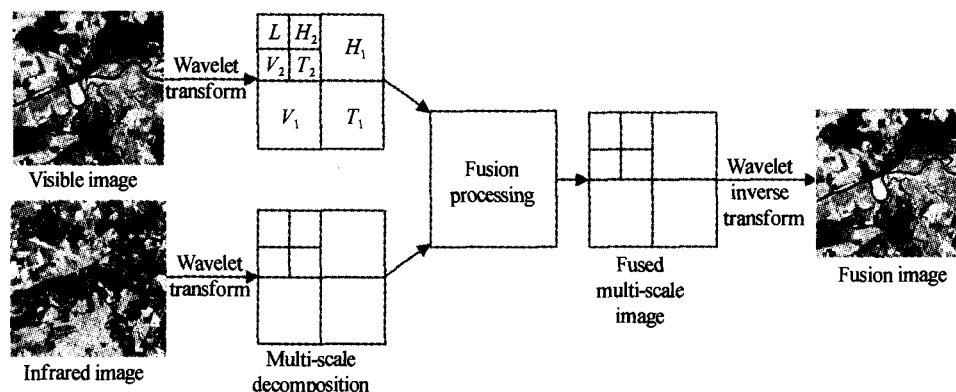 L H₂
H₁
V₂ T₂
V₁ T₁
Wavelet
transform
Visible image
Fusion
processing
Wavelet
inverse
transform
Wavelet
transform
Infrared image
Multi-scale
decomposition
Fused
multi-scale
image
Fusion image